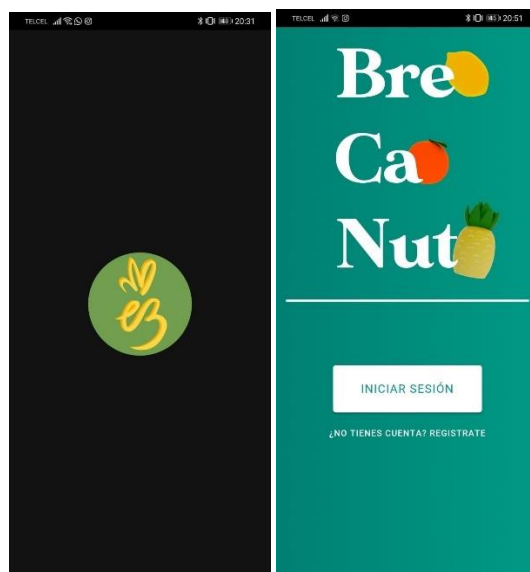 TELCEL 20:31
TELCEL 20:51
Bre
Ca
Nut
INICIAR SESIÓN
¿NO TIENES CUENTA? REGISTRATE